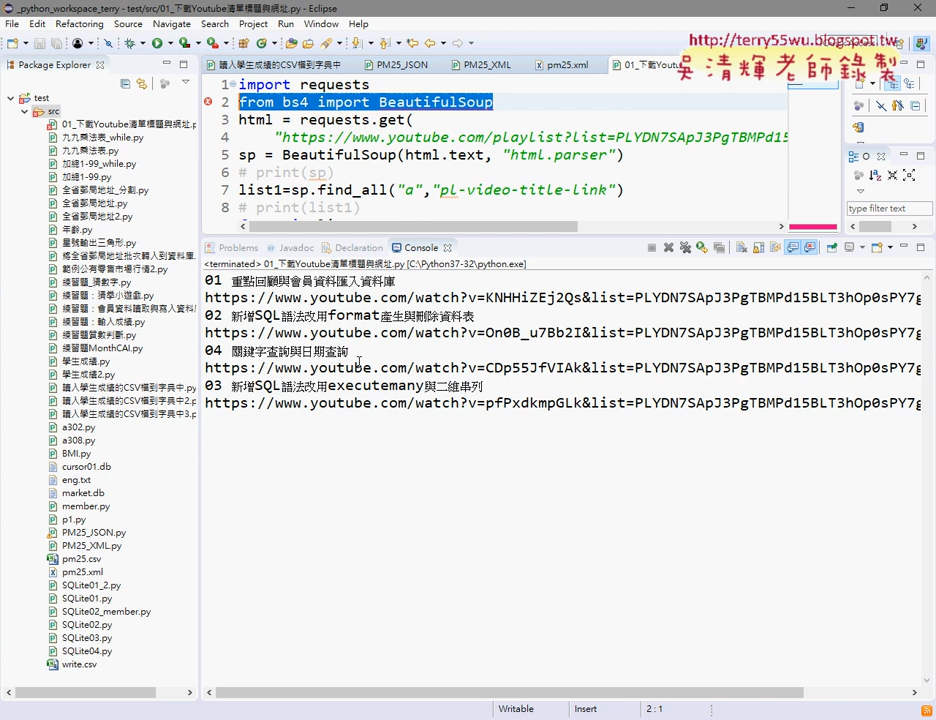 _python_workspace_terry - test/src/01_下載Youtube清單標題與網址.py - Eclipse
File Edit Refactoring Source Navigate Search Project Run Window Help
http://terry55wu.blogspot.tw
吳清輝老師錄製
Package Explorer
讀入學生成績的CSV檔到字典中
PM25_JSON
PM25_XML
pm25.xml
01_下載Youtu
test
src
01_下載Youtube清單標題與網址.p
九九乘法表_while.py
九九乘法表.py
加總1-99_while.py
加總1-99.py
全省郵局地址_分割.py
全省郵局地址.py
全省郵局地址2.py
年齡.py
星號輸出三角形.py
將全省郵局地址批次轉入到資料庫.
範例公有零售市場行情2.py
練習題_猜數字.py
練習題：猜學小遊戲.py
練習題：會員資料讀取與寫入資料庫
練習題：輸入成績.py
練習題質數判斷.py
練習題MonthCAI.py
學生成績.py
學生成績2.py
讀入學生成績的CSV檔到字典中.py
讀入學生成績的CSV檔到字典中2.p
讀入學生成績的CSV檔到字典中3.p
a302.py
a308.py
BMI.py
cursor01.db
eng.txt
market.db
member.py
p1.py
PM25_JSON.py
PM25_XML.py
pm25.csv
pm25.xml
SQLite01_2.py
SQLite01.py
SQLite02_member.py
SQLite02.py
SQLite03.py
SQLite04.py
write.csv
1 import requests
2 from bs4 import BeautifulSoup
3 html = requests.get(
4 "https://www.youtube.com/playlist?list=PLYDN7SApJ3PgTBMPd15
5 sp = BeautifulSoup(html.text, "html.parser")
6 # print(sp)
7 list1=sp.find_all("a","pl-video-title-link")
8 # print(list1)
type filter text
Problems Javadoc Declaration Console
<terminated> 01_下載Youtube清單標題與網址.py [C:\Python37-32\python.exe]
01 重點回顧與會員資料匯入資料庫
https://www.youtube.com/watch?v=KNHHiZEj2Qs&list=PLYDN7SApJ3PgTBMPd15BLT3hOp0sPY7g
02 新增SQL語法改用format產生與刪除資料表
https://www.youtube.com/watch?v=On0B_u7Bb2I&list=PLYDN7SApJ3PgTBMPd15BLT3hOp0sPY7g
04 關鍵字查詢與日期查詢
https://www.youtube.com/watch?v=CDp55JfVIAk&list=PLYDN7SApJ3PgTBMPd15BLT3hOp0sPY7g
03 新增SQL語法改用executemany與二維串列
https://www.youtube.com/watch?v=pfPxdkmpGLk&list=PLYDN7SApJ3PgTBMPd15BLT3hOp0sPY7g
Writable Insert 2 : 1